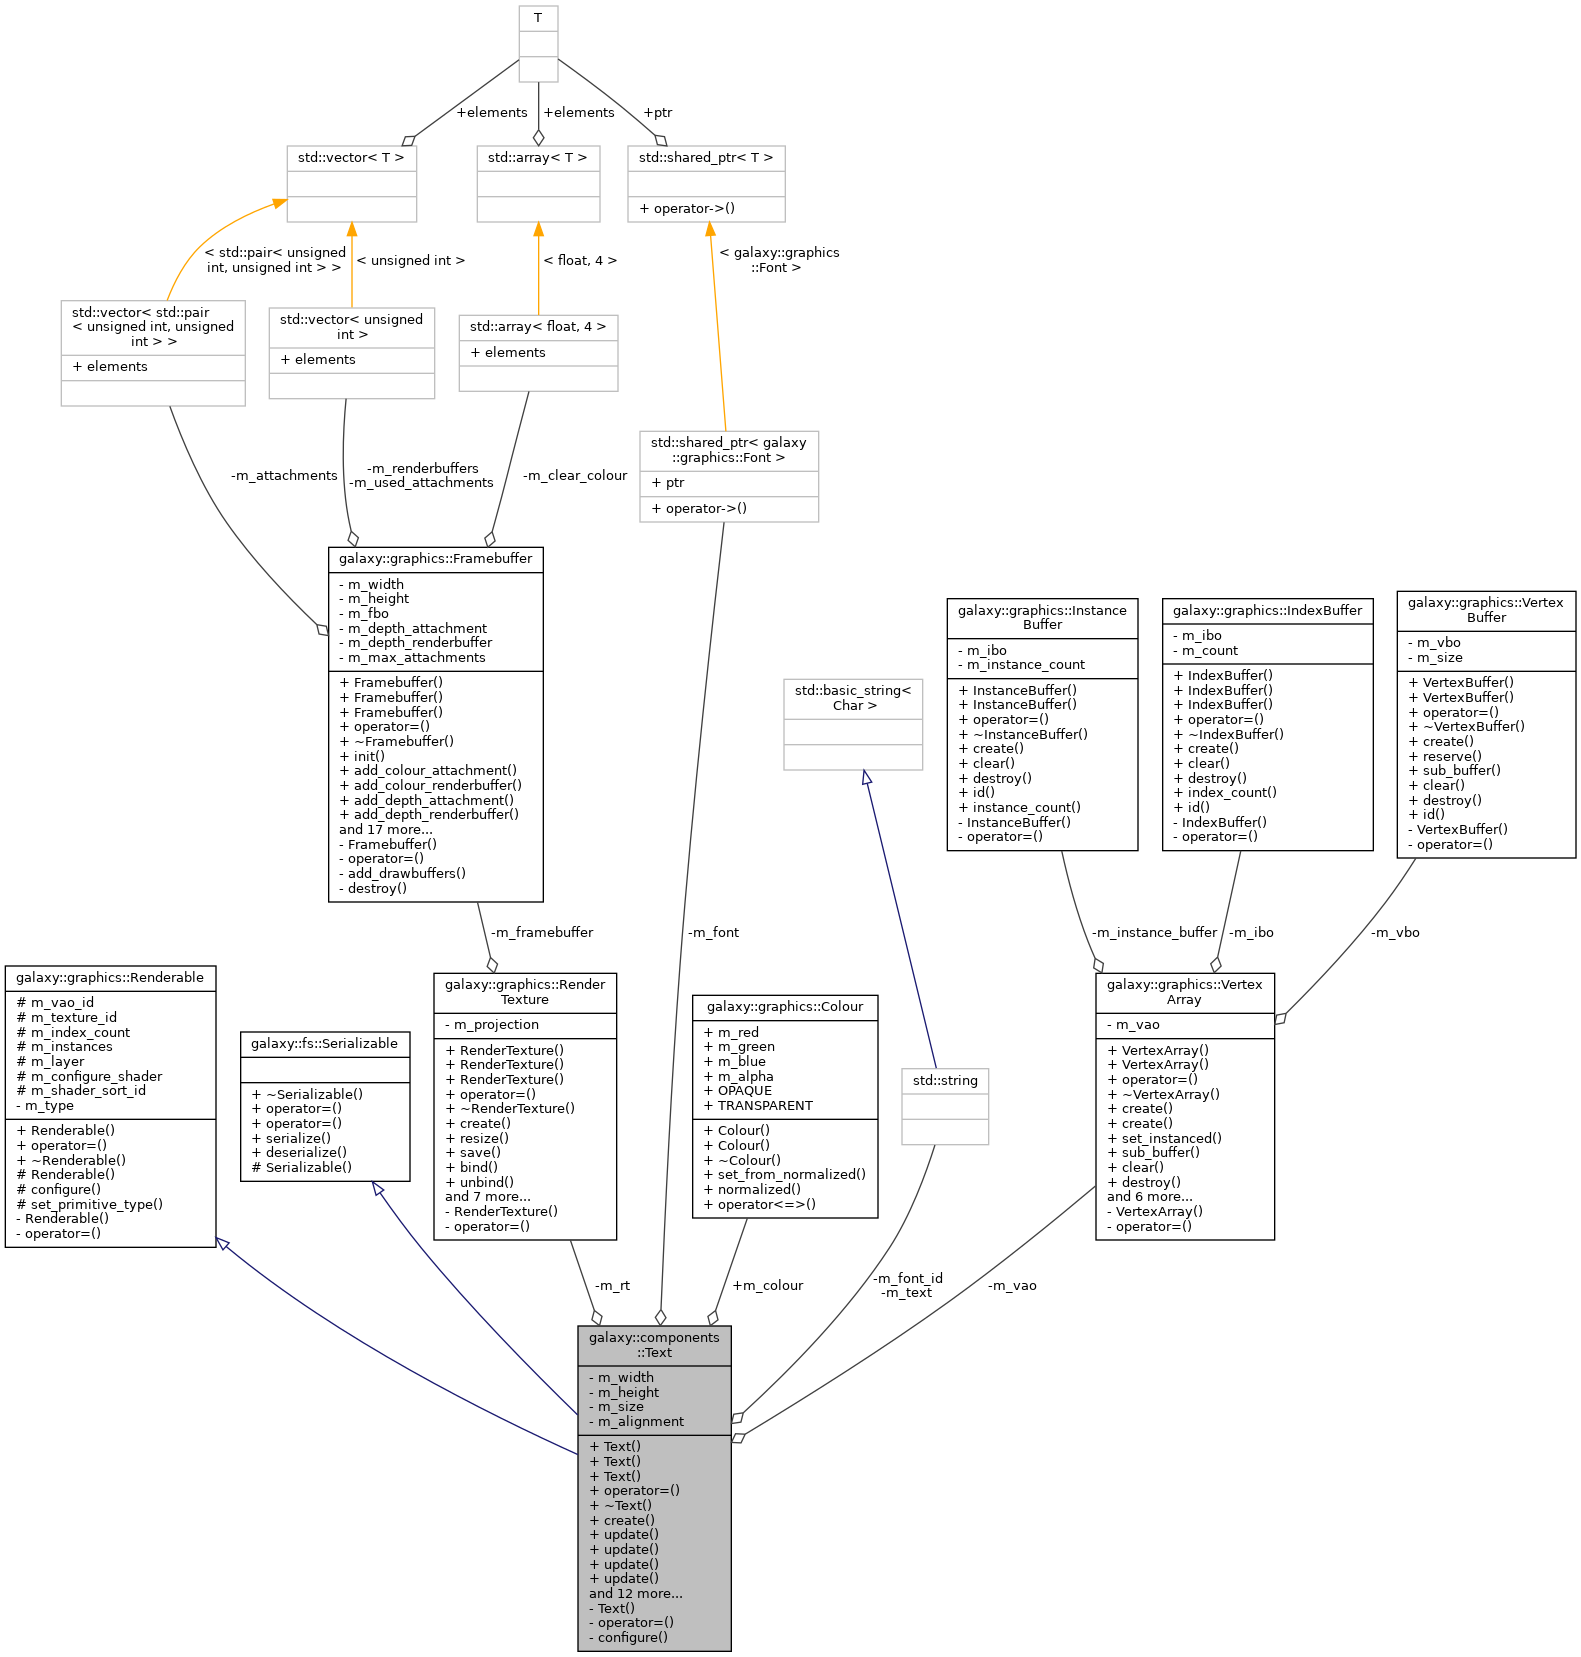 T
+elements
+elements
+ptr
std::vector< T >
std::array< T >
std::shared_ptr< T >
+ operator->()
< std::pair< unsigned
int, unsigned int > >
< unsigned int >
< float, 4 >
< galaxy::graphics
::Font >
std::vector< std::pair
< unsigned int, unsigned
int > >
+ elements
std::vector< unsigned
int >
+ elements
std::array< float, 4 >
+ elements
std::shared_ptr< galaxy
::graphics::Font >
+ ptr
+ operator->()
-m_attachments
-m_renderbuffers
-m_used_attachments
-m_clear_colour
galaxy::graphics::Framebuffer
- m_width
- m_height
- m_fbo
- m_depth_attachment
- m_depth_renderbuffer
- m_max_attachments
+ Framebuffer()
+ Framebuffer()
+ Framebuffer()
+ operator=()
+ ~Framebuffer()
+ init()
+ add_colour_attachment()
+ add_colour_renderbuffer()
+ add_depth_attachment()
+ add_depth_renderbuffer()
and 17 more...
- Framebuffer()
- operator=()
- add_drawbuffers()
- destroy()
std::basic_string<
Char >
galaxy::graphics::Instance
Buffer
- m_ibo
- m_instance_count
+ InstanceBuffer()
+ InstanceBuffer()
+ operator=()
+ ~InstanceBuffer()
+ create()
+ clear()
+ destroy()
+ id()
+ instance_count()
- InstanceBuffer()
- operator=()
galaxy::graphics::IndexBuffer
- m_ibo
- m_count
+ IndexBuffer()
+ IndexBuffer()
+ IndexBuffer()
+ operator=()
+ ~IndexBuffer()
+ create()
+ clear()
+ destroy()
+ index_count()
+ id()
- IndexBuffer()
- operator=()
galaxy::graphics::Vertex
Buffer
- m_vbo
- m_size
+ VertexBuffer()
+ VertexBuffer()
+ operator=()
+ ~VertexBuffer()
+ create()
+ reserve()
+ sub_buffer()
+ clear()
+ destroy()
+ id()
- VertexBuffer()
- operator=()
-m_framebuffer
-m_font
-m_instance_buffer
-m_ibo
-m_vbo
galaxy::graphics::Renderable
# m_vao_id
# m_texture_id
# m_index_count
# m_instances
# m_layer
# m_configure_shader
# m_shader_sort_id
- m_type
+ Renderable()
+ operator=()
+ ~Renderable()
# Renderable()
# configure()
# set_primitive_type()
- Renderable()
- operator=()
galaxy::fs::Serializable
+ ~Serializable()
+ operator=()
+ operator=()
+ serialize()
+ deserialize()
# Serializable()
galaxy::graphics::Render
Texture
- m_projection
+ RenderTexture()
+ RenderTexture()
+ RenderTexture()
+ operator=()
+ ~RenderTexture()
+ create()
+ resize()
+ save()
+ bind()
+ unbind()
and 7 more...
- RenderTexture()
- operator=()
galaxy::graphics::Colour
+ m_red
+ m_green
+ m_blue
+ m_alpha
+ OPAQUE
+ TRANSPARENT
+ Colour()
+ Colour()
+ ~Colour()
+ set_from_normalized()
+ normalized()
+ operator<=>()
std::string
galaxy::graphics::Vertex
Array
- m_vao
+ VertexArray()
+ VertexArray()
+ operator=()
+ ~VertexArray()
+ create()
+ create()
+ set_instanced()
+ sub_buffer()
+ clear()
+ destroy()
and 6 more...
- VertexArray()
- operator=()
-m_rt
+m_colour
-m_font_id
-m_text
-m_vao
galaxy::components
::Text
- m_width
- m_height
- m_size
- m_alignment
+ Text()
+ Text()
+ Text()
+ operator=()
+ ~Text()
+ create()
+ update()
+ update()
+ update()
+ update()
and 12 more...
- Text()
- operator=()
- configure()